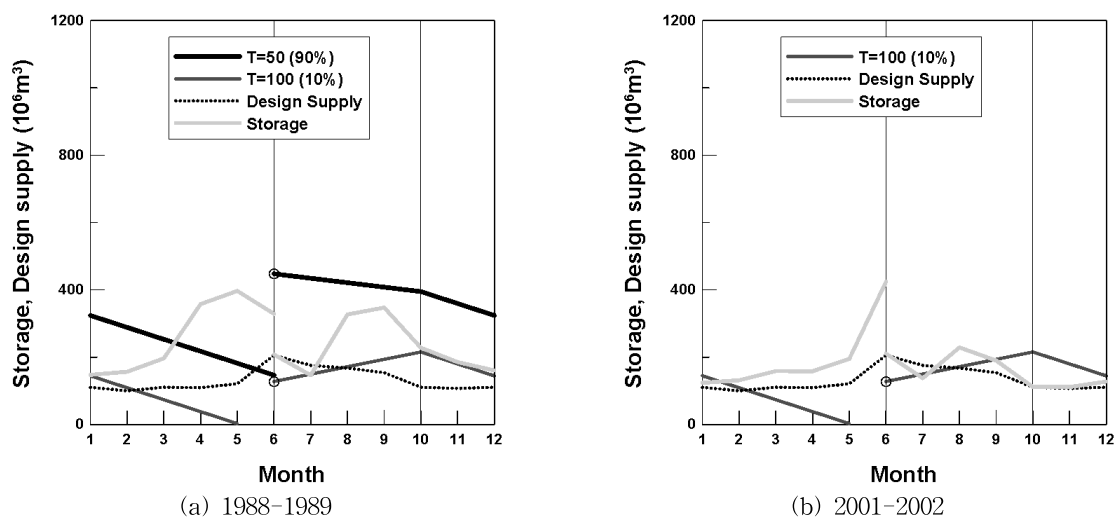 Storage, Design supply (10⁶m³)
1200
800
400
0
T=50 (90%)
T=100 (10%)
Design Supply
Storage
1 2 3 4 5 6 7 8 9 10 11 12
Month
(a) 1988-1989
Storage, Design supply (10⁶m³)
1200
800
400
0
T=100 (10%)
Design Supply
Storage
1 2 3 4 5 6 7 8 9 10 11 12
Month
(b) 2001-2002